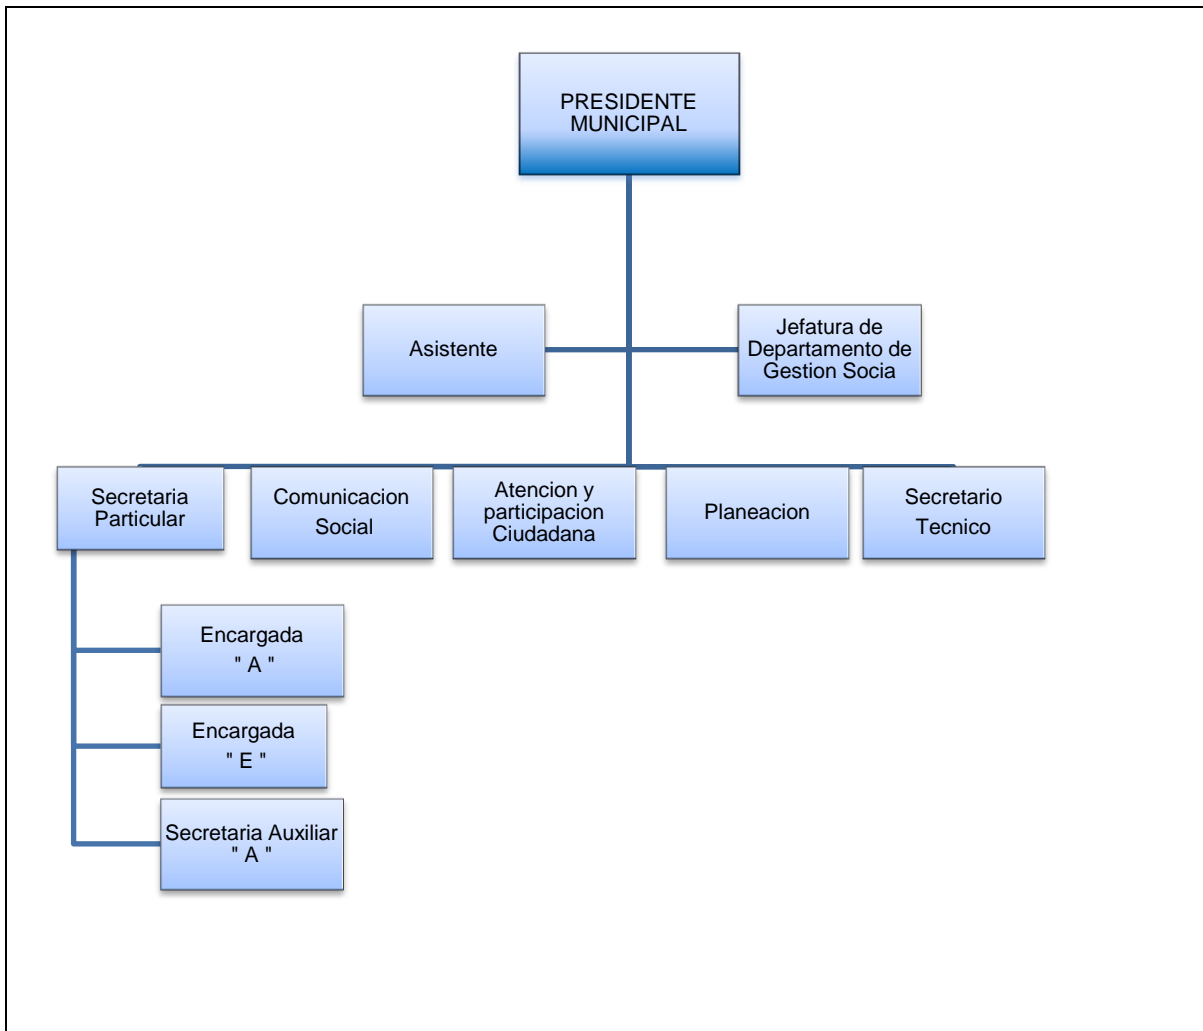 PRESIDENTE
MUNICIPAL
Asistente
Jefatura de
Departamento de
Gestion Socia
Secretaria
Particular
Comunicacion
Social
Atencion y
participacion
Ciudadana
Planeacion
Secretario
Tecnico
Encargada
" A "
Encargada
" E "
Secretaria Auxiliar
" A "